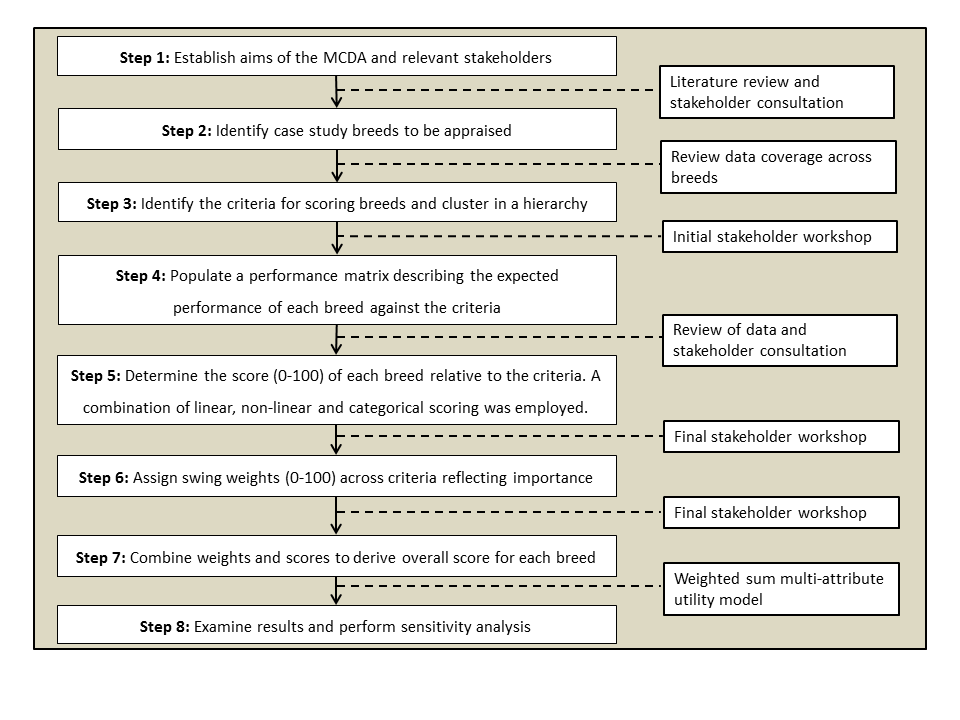 Step 1: Establish aims of the MCDA and relevant stakeholders
Literature review and
stakeholder consultation
Step 2: Identify case study breeds to be appraised
Review data coverage across
breeds
Step 3: Identify the criteria for scoring breeds and cluster in a hierarchy
Initial stakeholder workshop
Step 4: Populate a performance matrix describing the expected
performance of each breed against the criteria
Review of data and
stakeholder consultation
Step 5: Determine the score (0-100) of each breed relative to the criteria. A
combination of linear, non-linear and categorical scoring was employed.
Final stakeholder workshop
Step 6: Assign swing weights (0-100) across criteria reflecting importance
Final stakeholder workshop
Step 7: Combine weights and scores to derive overall score for each breed
Weighted sum multi-attribute
utility model
Step 8: Examine results and perform sensitivity analysis